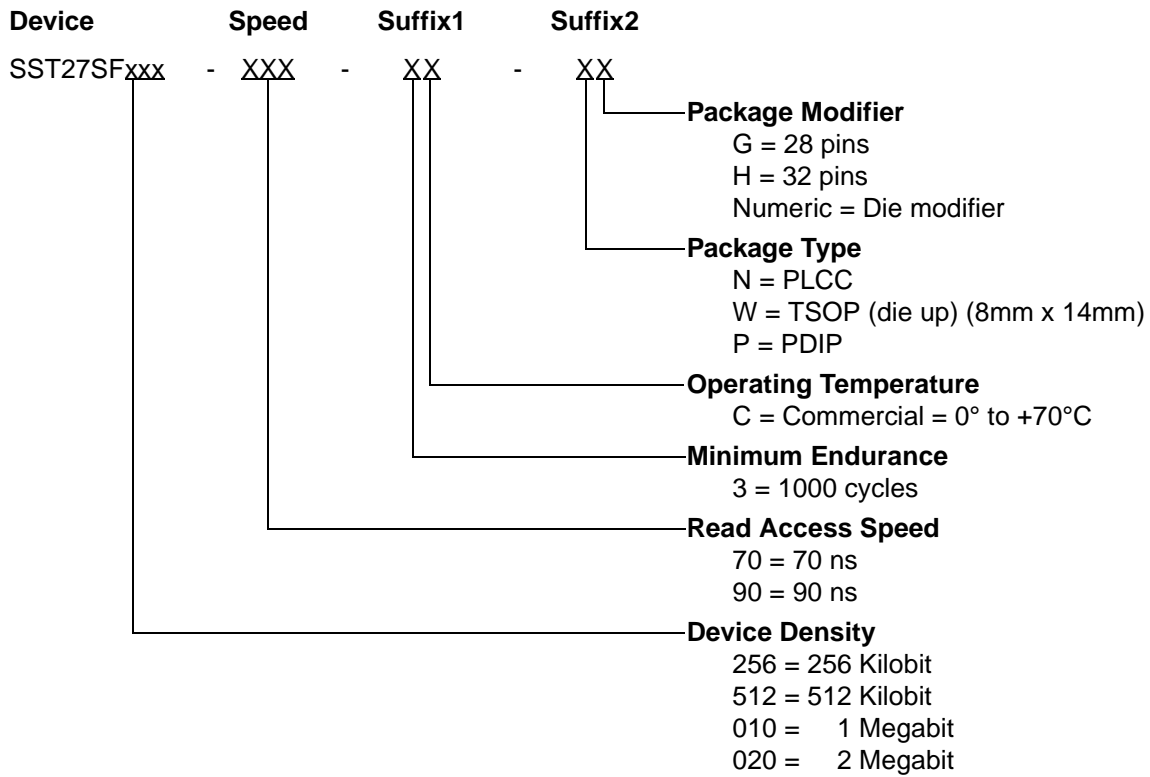 Device Speed Suffix1 Suffix2
SST27SFxxx - XXX - XX - XX
Package Modifier
G = 28 pins
H = 32 pins
Numeric = Die modifier
Package Type
N = PLCC
W = TSOP (die up) (8mm x 14mm)
P = PDIP
Operating Temperature
C = Commercial = 0° to +70°C
Minimum Endurance
3 = 1000 cycles
Read Access Speed
70 = 70 ns
90 = 90 ns
Device Density
256 = 256 Kilobit
512 = 512 Kilobit
010 = 1 Megabit
020 = 2 Megabit